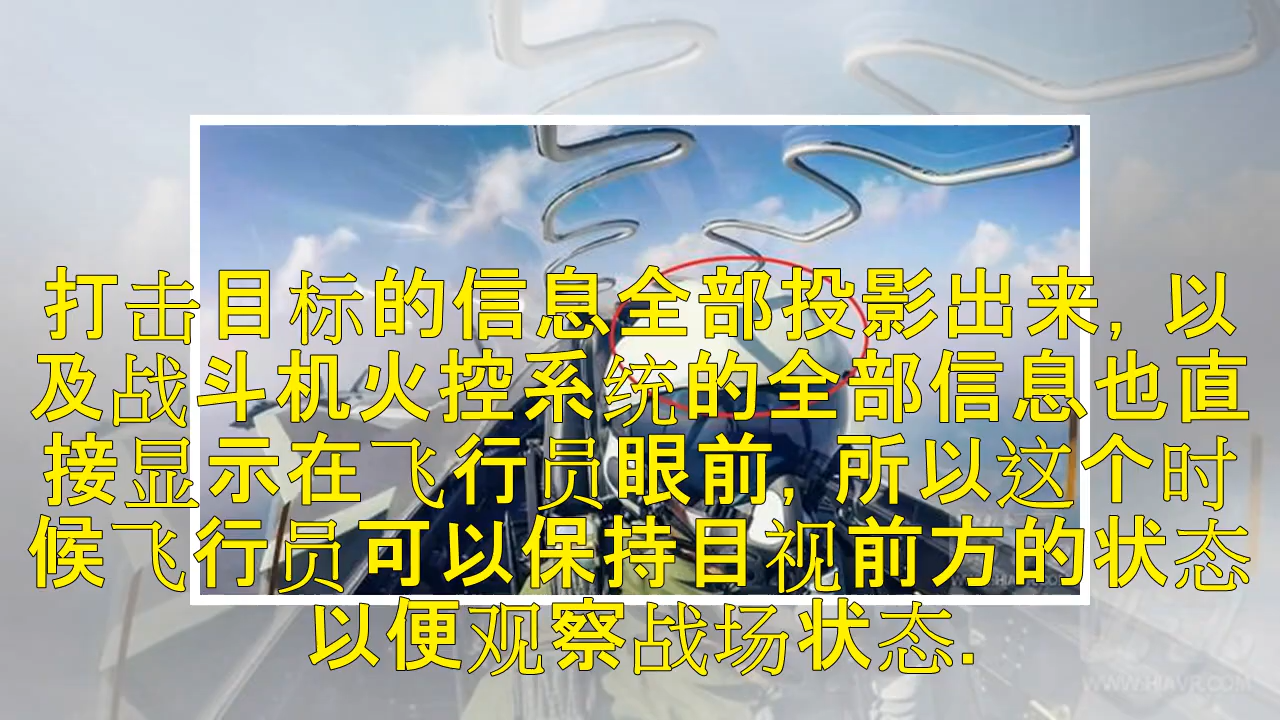 打击目标的信息全部投影出来, 以
及战斗机火控系统的全部信息也直
接显示在飞行员眼前, 所以这个时
候飞行员可以保持目视前方的状态
以便观察战场状态.
WWW.HIAVR.COM